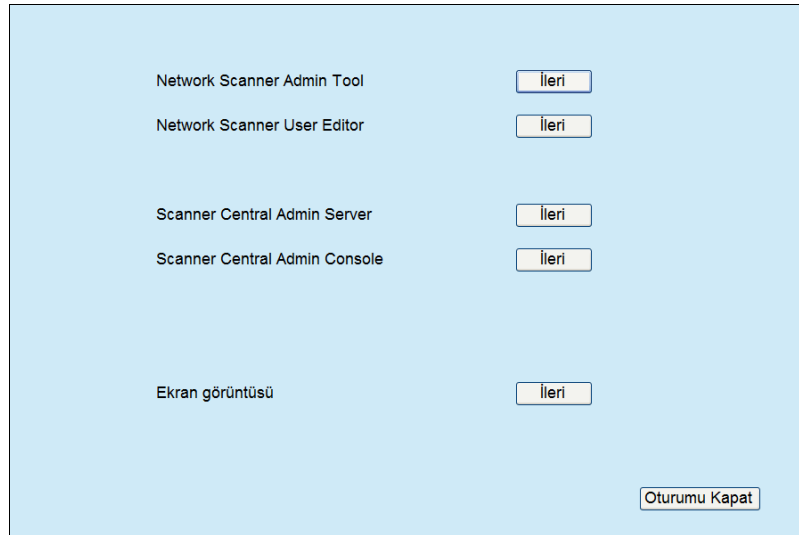 Network Scanner Admin Tool İleri
Network Scanner User Editor İleri
Scanner Central Admin Server İleri
Scanner Central Admin Console İleri
Ekran görüntüsü İleri
Oturumu Kapat